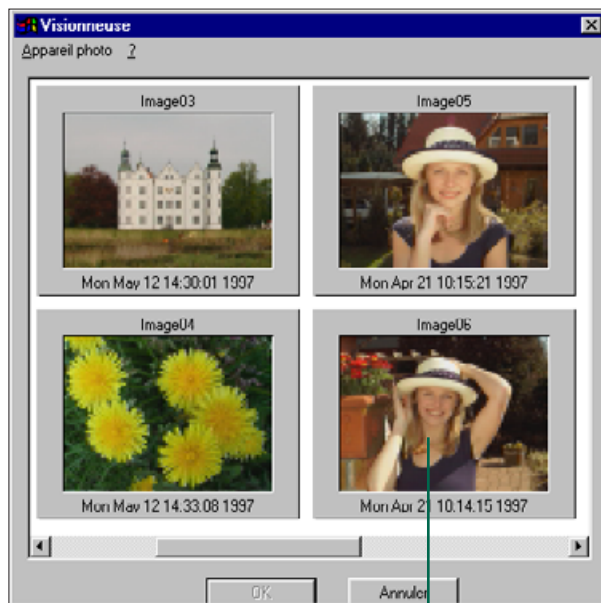 Visionneuse
Appareil photo ?
Image03
Image05
Mon May 12 14:30:01 1997
Mon Apr 21 10:15:21 1997
Image04
Image06
Mon May 12 14:33:08 1997
Mon Apr 21 10:14:15 1997
OK
Annuler